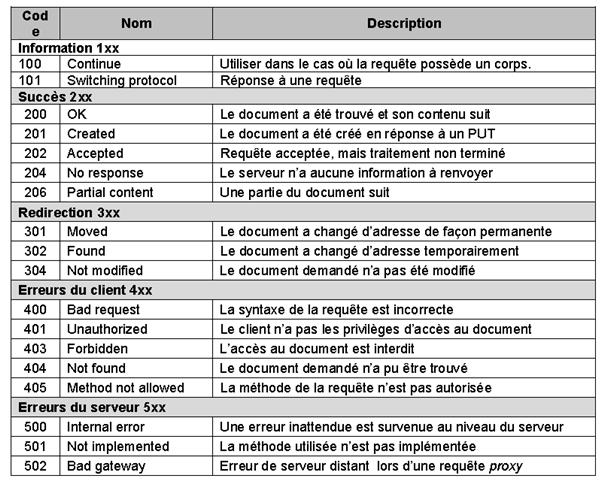 Code Nom Description
Information 1xx
100 Continue Utiliser dans le cas où la requête possède un corps.
101 Switching protocol Réponse à une requête
Succès 2xx
200 OK Le document a été trouvé et son contenu suit
201 Created Le document a été créé en réponse à un PUT
202 Accepted Requête acceptée, mais traitement non terminé
204 No response Le serveur n'a aucune information à renvoyer
206 Partial content Une partie du document suit
Redirection 3xx
301 Moved Le document a changé d'adresse de façon permanente
302 Found Le document a changé d'adresse temporairement
304 Not modified Le document demandé n'a pas été modifié
Erreurs du client 4xx
400 Bad request La syntaxe de la requête est incorrecte
401 Unauthorized Le client n'a pas les privilèges d'accès au document
403 Forbidden L'accès au document est interdit
404 Not found Le document demandé n'a pu être trouvé
405 Method not allowed La méthode de la requête n'est pas autorisée
Erreurs du serveur 5xx
500 Internal error Une erreur inattendue est survenue au niveau du serveur
501 Not implemented La méthode utilisée n'est pas implémentée
502 Bad gateway Erreur de serveur distant lors d'une requête proxy